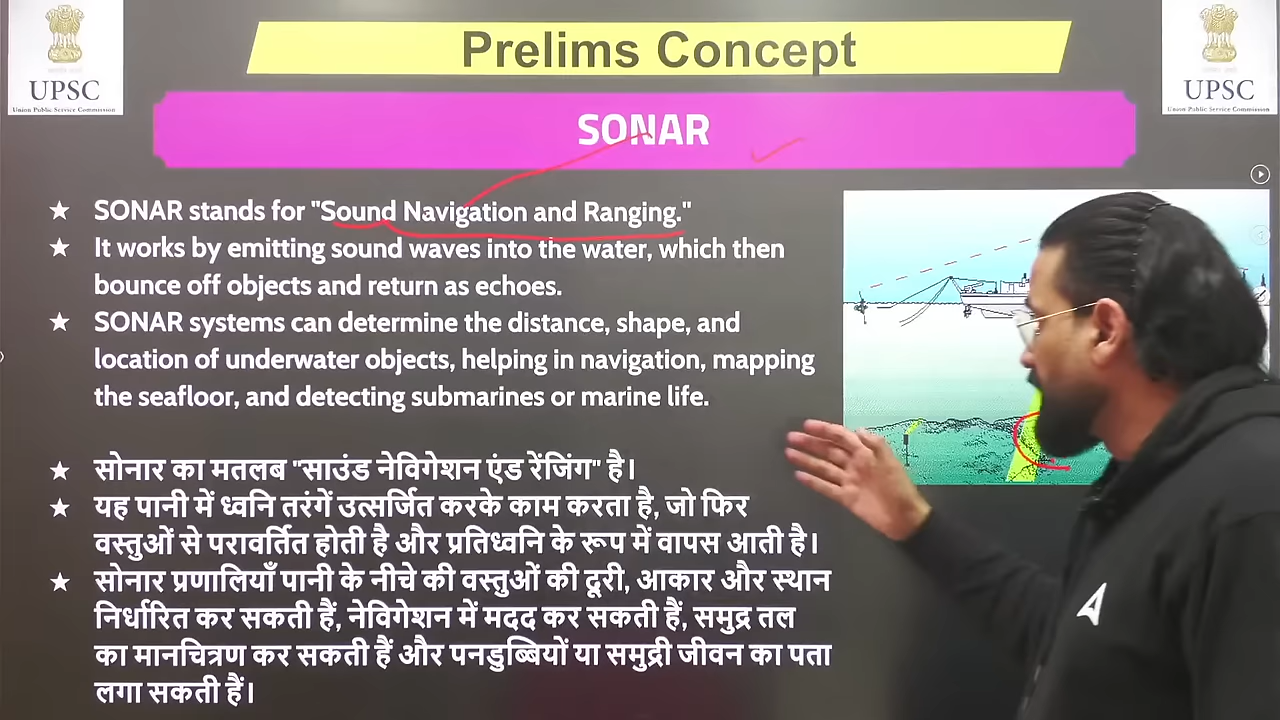 UPSC
Union Public Service Commission
Prelims Concept
UPSC
Union Public Service Commission
SONAR
★ SONAR stands for "Sound Navigation and Ranging."
★ It works by emitting sound waves into the water, which then
bounce off objects and return as echoes.
★ SONAR systems can determine the distance, shape, and
location of underwater objects, helping in navigation, mapping
the seafloor, and detecting submarines or marine life.
★ सोनार का मतलब "साउंड नेविगेशन एंड रेंजिंग" है।
★ यह पानी में ध्वनि तरंगें उत्सर्जित करके काम करता है, जो फिर
वस्तुओं से परावर्तित होती है और प्रतिध्वनि के रूप में वापस आती है।
★ सोनार प्रणालियाँ पानी के नीचे की वस्तुओं की दूरी, आकार और स्थान
निर्धारित कर सकती हैं, नेविगेशन में मदद कर सकती हैं, समुद्र तल
का मानचित्रण कर सकती हैं और पनडुब्बियों या समुद्री जीवन का पता
लगा सकती हैं।